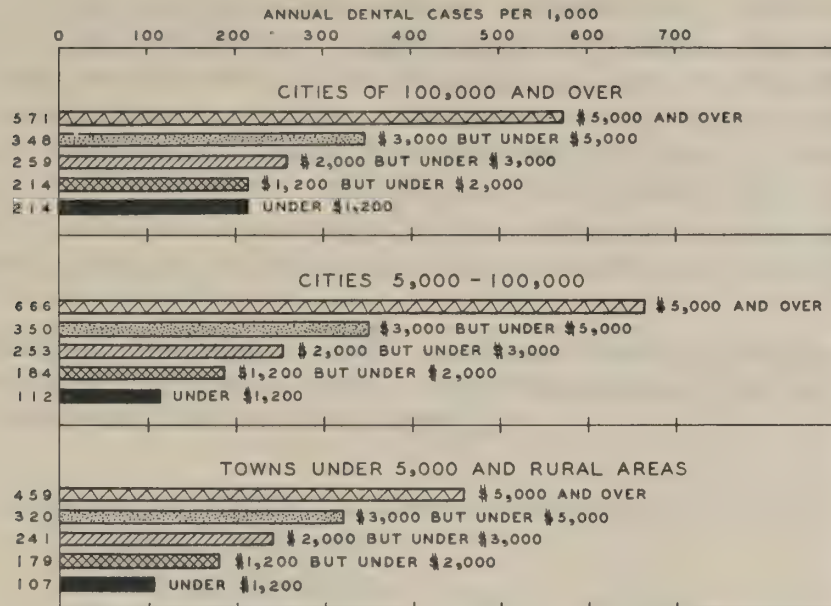 ANNUAL DENTAL CASES PER 1,000
0 100 200 300 400 500 600 700
CITIES OF 100,000 AND OVER
571 $5,000 AND OVER
348 $3,000 BUT UNDER $5,000
259 $2,000 BUT UNDER $3,000
214 $1,200 BUT UNDER $2,000
214 UNDER $1,200
CITIES 5,000-100,000
666 $5,000 AND OVER
350 $3,000 BUT UNDER $5,000
253 $2,000 BUT UNDER $3,000
184 $1,200 BUT UNDER $2,000
112 UNDER $1,200
TOWNS UNDER 5,000 AND RURAL AREAS
459 $5,000 AND OVER
320 $3,000 BUT UNDER $5,000
241 $2,000 BUT UNDER $3,000
179 $1,200 BUT UNDER $2,000
107 UNDER $1,200